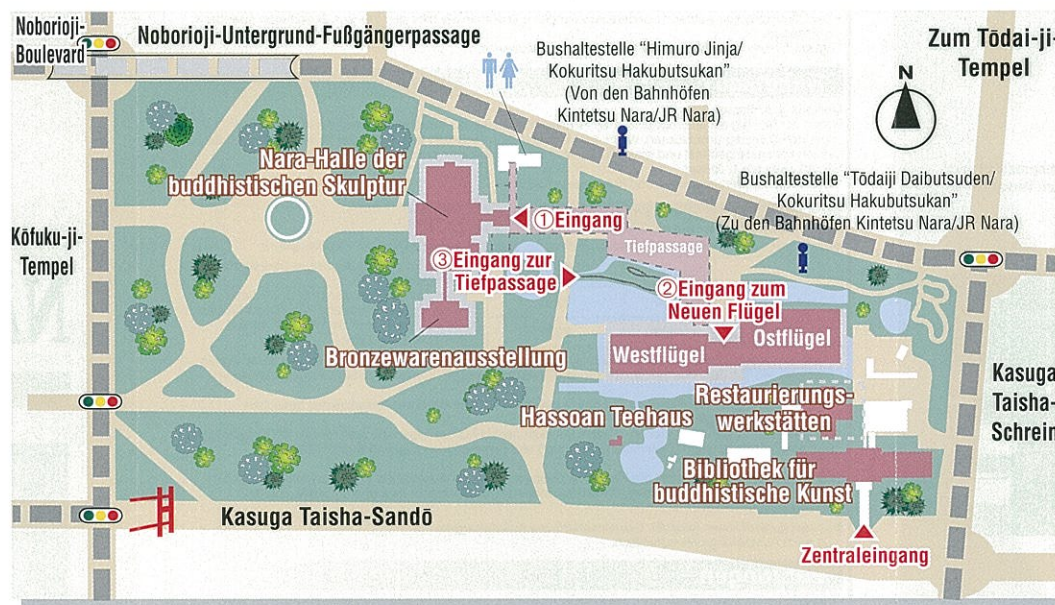 Noborioji-
Boulevard
Noborioji-Untergrund-Fußgängerpassage
Bushaltestelle “Himuro Jinja/
Kokuritsu Hakubutsukan”
(Von den Bahnhöfen
Kintetsu Nara/JR Nara)
Zum Tōdai-ji-
Tempel
N
Nara-Halle der
buddhistischen Skulptur
Bushaltestelle “Tōdaiji Daibutsuden/
Kokuritsu Hakubutsukan”
(Zu den Bahnhöfen Kintetsu Nara/JR Nara)
①Eingang
Kōfuku-ji-
Tempel
Tiefpassage
③Eingang zur
Tiefpassage
②Eingang zum
Neuen Flügel
Westflügel
Ostflügel
Bronzewarenausstellung
Kasuga
Taisha-
Schrein
Restaurierungs-
werkstätten
Hassoan Teehaus
Bibliothek für
buddhistische Kunst
Kasuga Taisha-Sandō
Zentraleingang